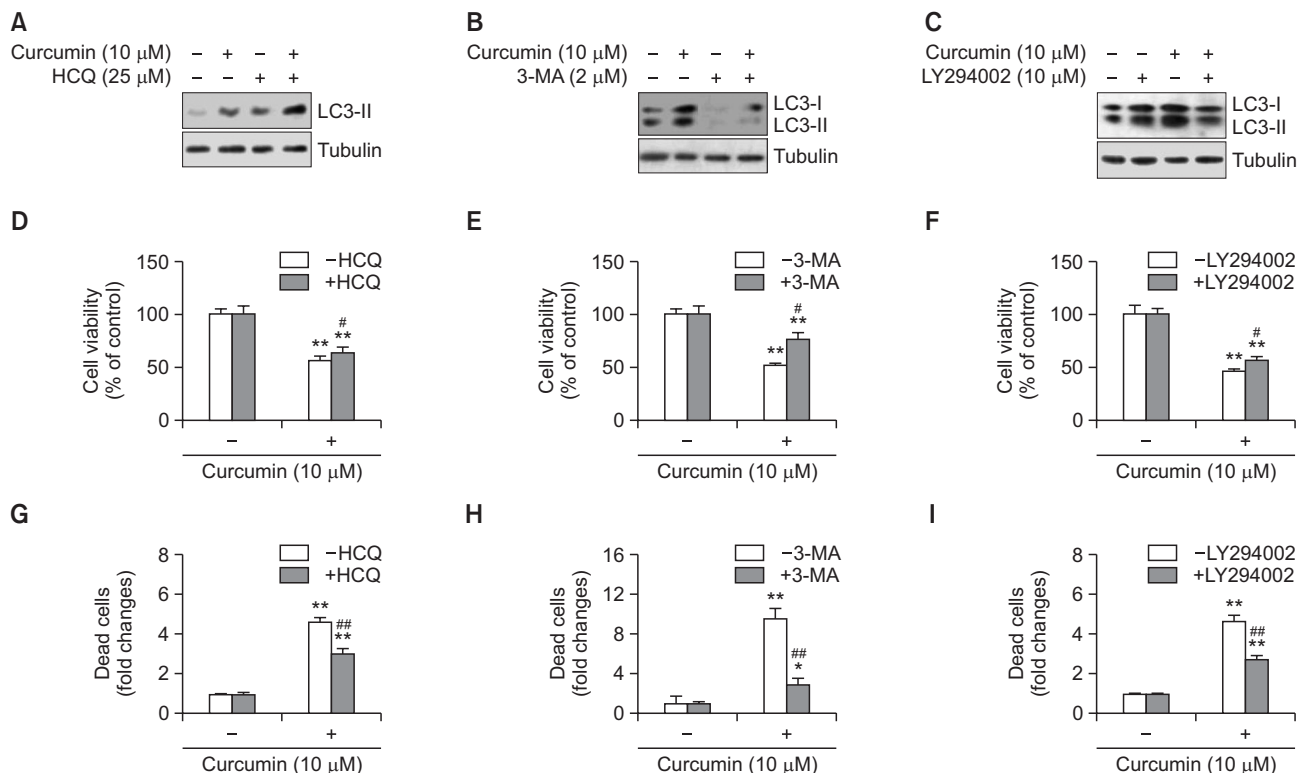 A
Curcumin (10 μM) − + − +
HCQ (25 μM) − − + +
LC3-II
Tubulin
B
Curcumin (10 μM) − + − +
3-MA (2 μM) − − + +
LC3-I
LC3-II
Tubulin
C
Curcumin (10 μM) − − + +
LY294002 (10 μM) − + − +
LC3-I
LC3-II
Tubulin
D
Cell viability
(% of control)
150
100
50
0
−HCQ
+HCQ
**
#
**
− +
Curcumin (10 μM)
E
Cell viability
(% of control)
150
100
50
0
−3-MA
+3-MA
**
#
**
− +
Curcumin (10 μM)
F
Cell viability
(% of control)
150
100
50
0
−LY294002
+LY294002
**
#
**
− +
Curcumin (10 μM)
G
Dead cells
(fold changes)
8
6
4
2
0
−HCQ
+HCQ
**
##
**
− +
Curcumin (10 μM)
H
Dead cells
(fold changes)
16
12
8
4
0
−3-MA
+3-MA
**
##
*
− +
Curcumin (10 μM)
I
Dead cells
(fold changes)
8
6
4
2
0
−LY294002
+LY294002
**
##
**
− +
Curcumin (10 μM)